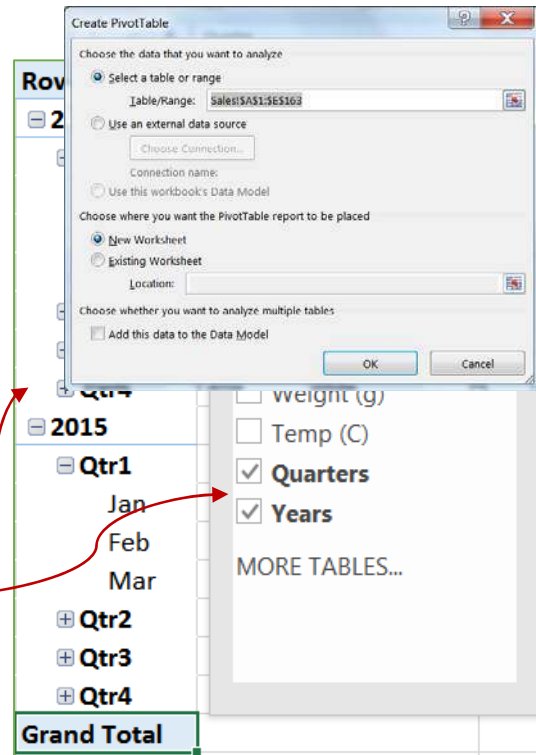 Create PivotTable
Choose the data that you want to analyze
Select a table or range
Table/Range: Sales!$A$1:$E$163
Use an external data source
Choose Connection...
Connection name:
Use this workbook's Data Model
Choose where you want the PivotTable report to be placed
New Worksheet
Existing Worksheet
Location:
Choose whether you want to analyze multiple tables
Add this data to the Data Model
OK Cancel
Row
2
Qtr4
2015
Qtr1
Jan
Feb
Mar
Qtr2
Qtr3
Qtr4
Grand Total
Weight (g)
Temp (C)
Quarters
Years
MORE TABLES...